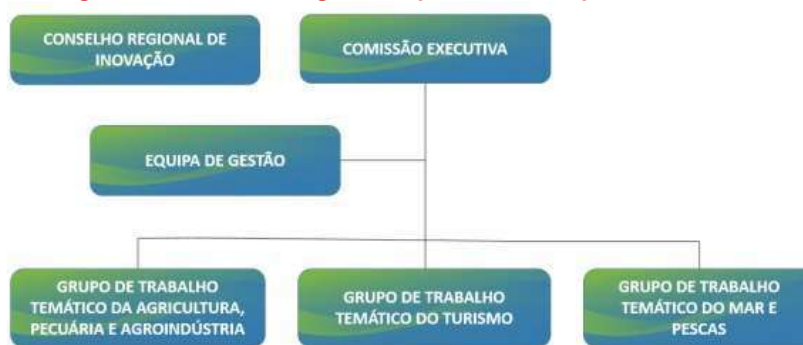 CONSELHO REGIONAL DE
INOVAÇÃO
COMISSÃO EXECUTIVA
EQUIPA DE GESTÃO
GRUPO DE TRABALHO
TEMÁTICO DA AGRICULTURA,
PECUÁRIA E AGROINDÚSTRIA
GRUPO DE TRABALHO
TEMÁTICO DO TURISMO
GRUPO DE TRABALHO
TEMÁTICO DO MAR E
PESCAS